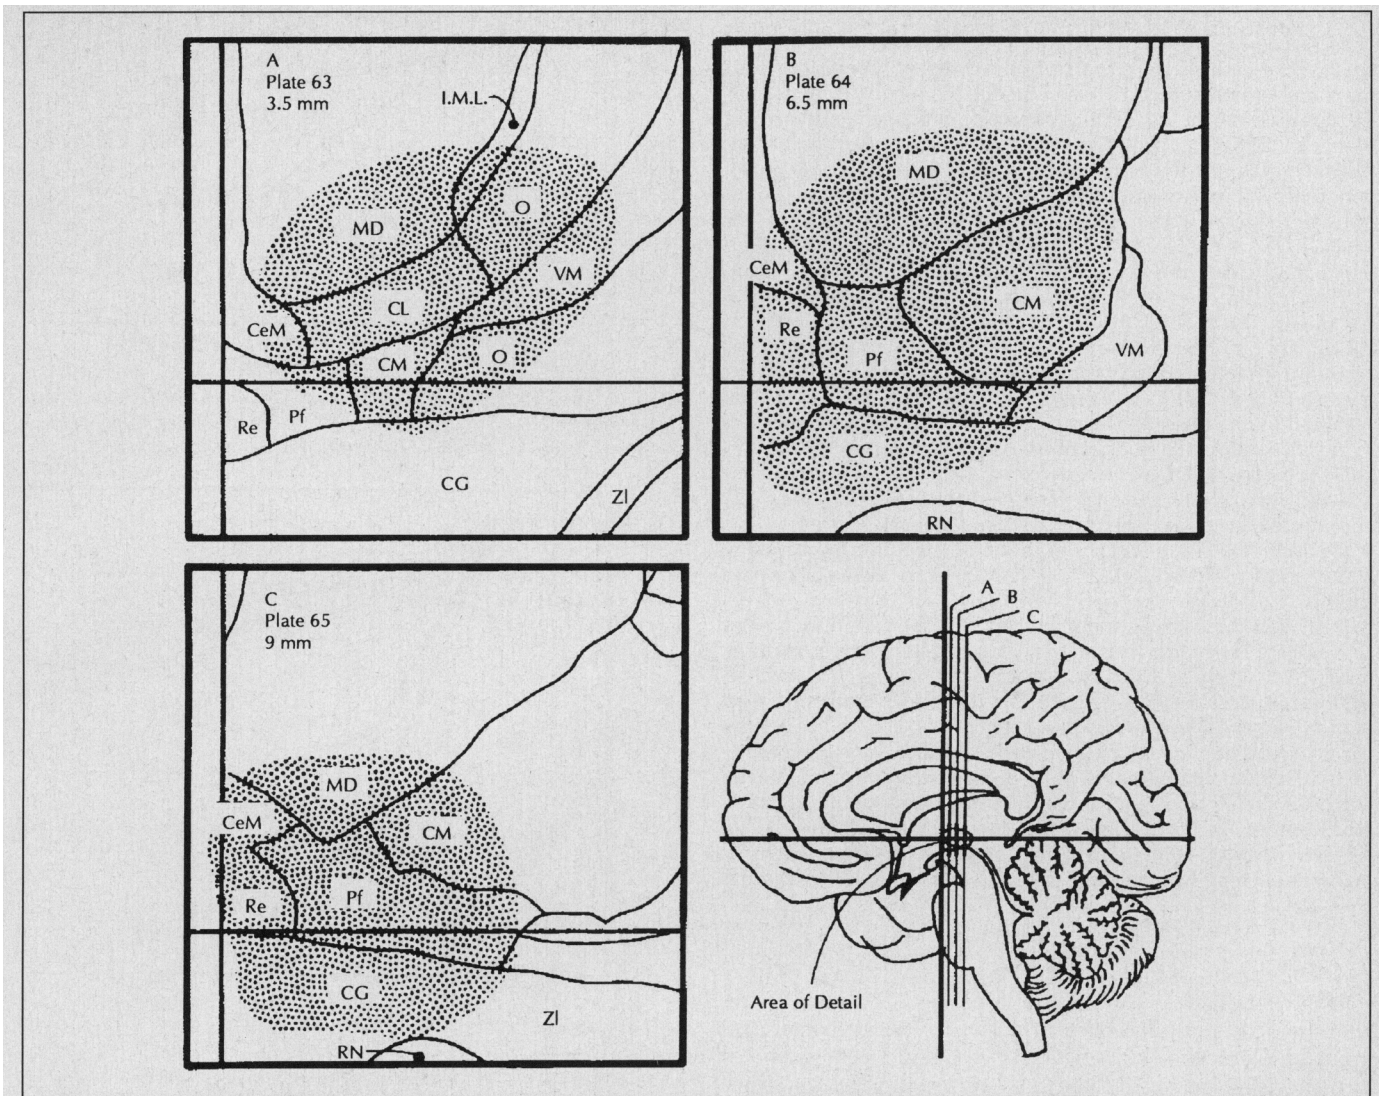 A
Plate 63
3.5 mm
I.M.L.
MD
O
VM
CL
CeM
CM
O
Pf
Re
CG
Zl
B
Plate 64
6.5 mm
MD
CeM
CM
Re
Pf
VM
CG
RN
C
Plate 65
9 mm
MD
CeM
CM
Pf
Re
CG
Zl
RN
A
B
C
Area of Detail